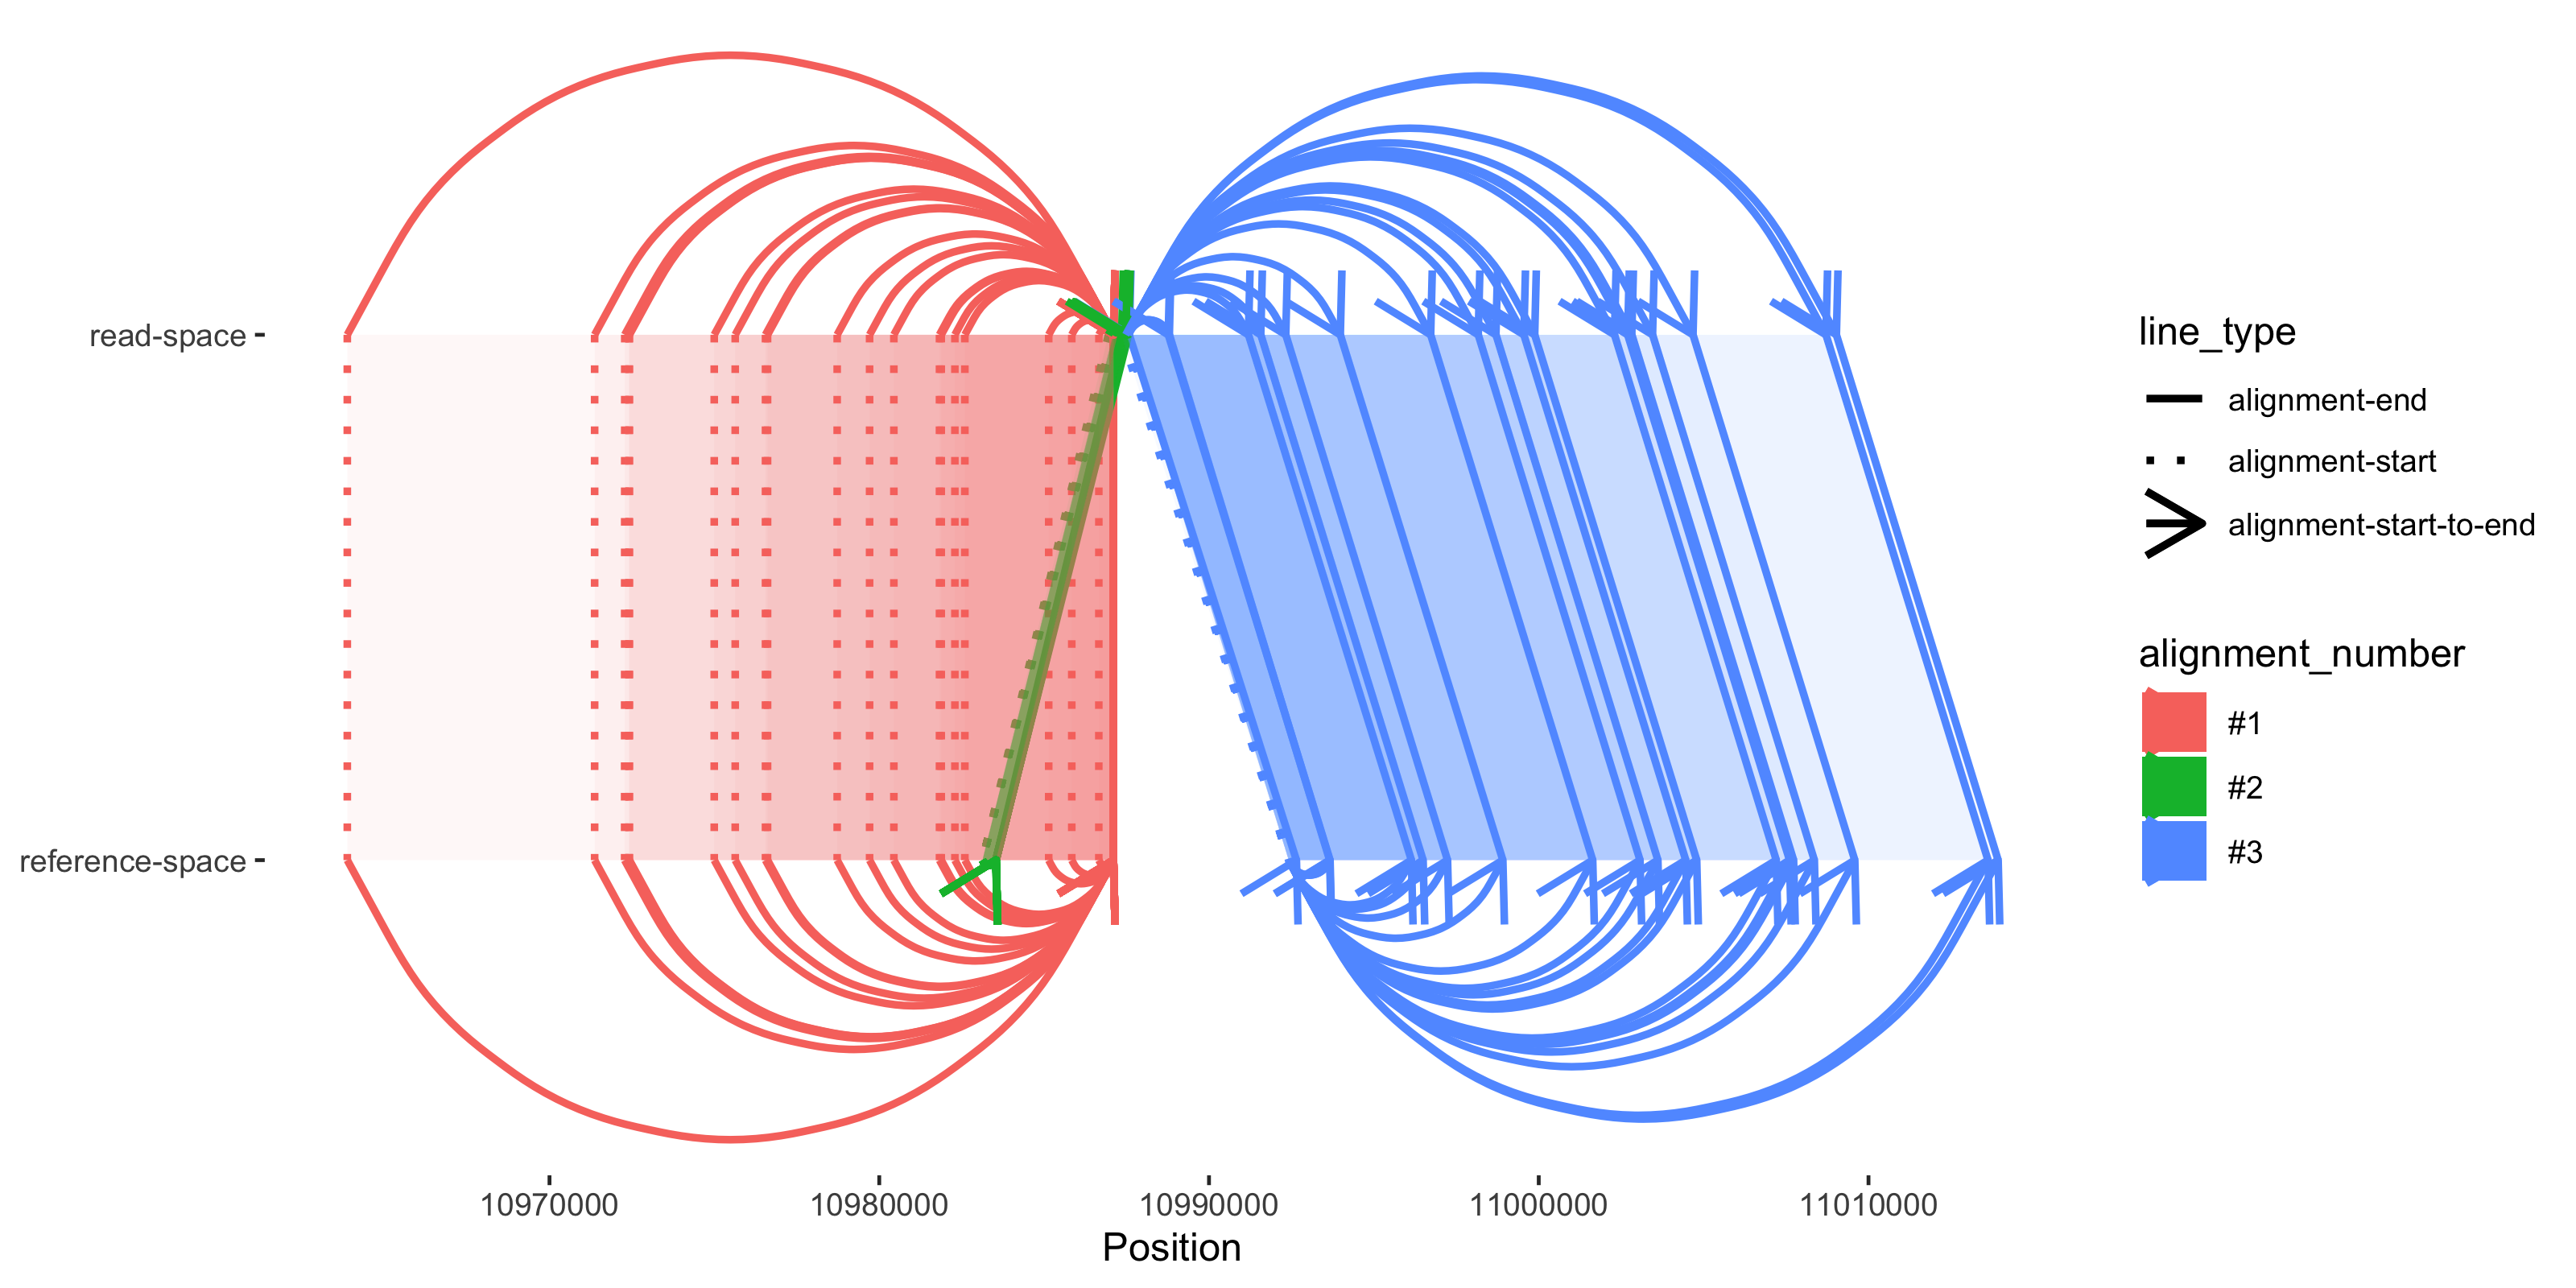 read-space
reference-space
10970000
10980000
10990000
11000000
11010000
Position
line_type
alignment-end
alignment-start
alignment-start-to-end
alignment_number
#1
#2
#3